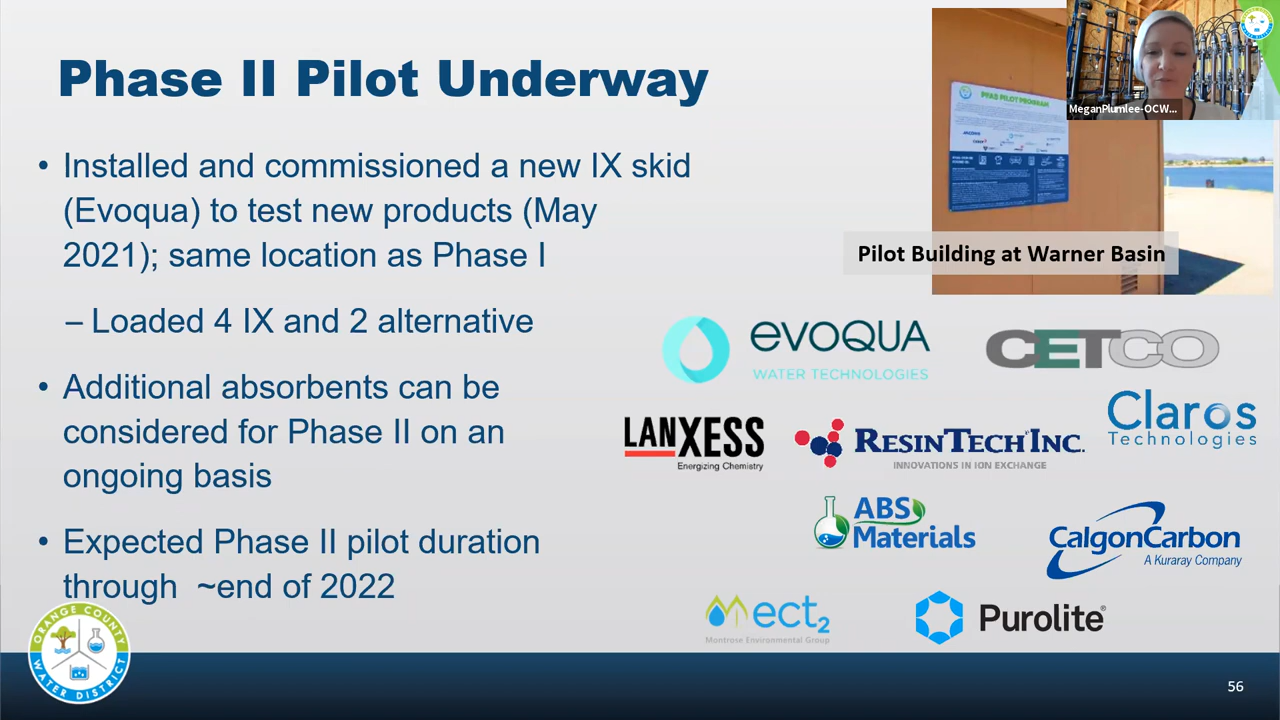 Phase II Pilot Underway
• Installed and commissioned a new IX skid
(Evoqua) to test new products (May
2021); same location as Phase I
– Loaded 4 IX and 2 alternative
• Additional absorbents can be
considered for Phase II on an
ongoing basis
• Expected Phase II pilot duration
through ~end of 2022
PFAS PILOT PROGRAM
MeganPlumlee-OCW...
Pilot Building at Warner Basin
evoQUA
WATER TECHNOLOGIES
CETCO
Claros
Technologies
LANXESS
Energizing Chemistry
RESINTECH INC.
INNOVATIONS IN ION EXCHANGE
ABS
Materials
CalgonCarbon
A Kuraray Company
ect2
Montrose Environmental Group
Purolite®
ORANGE COUNTY
WATER DISTRICT
56